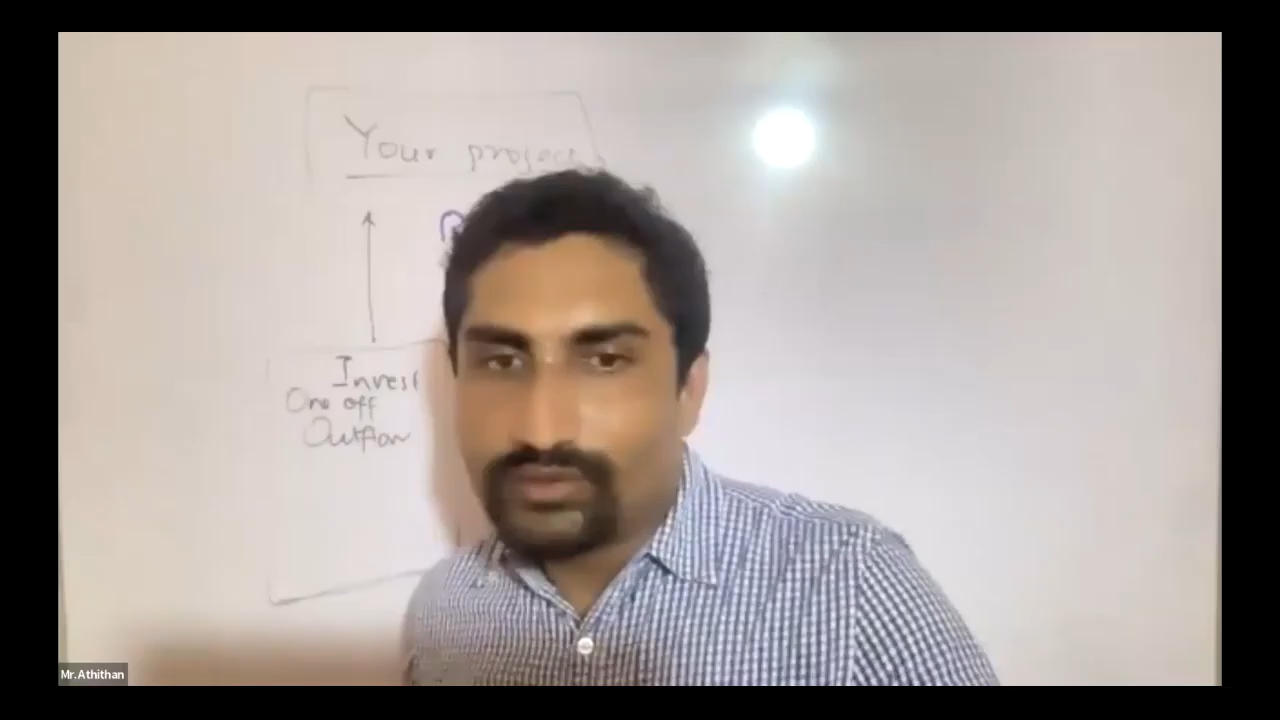 Your project
Invest
One off
Outflow
Mr.Athithan